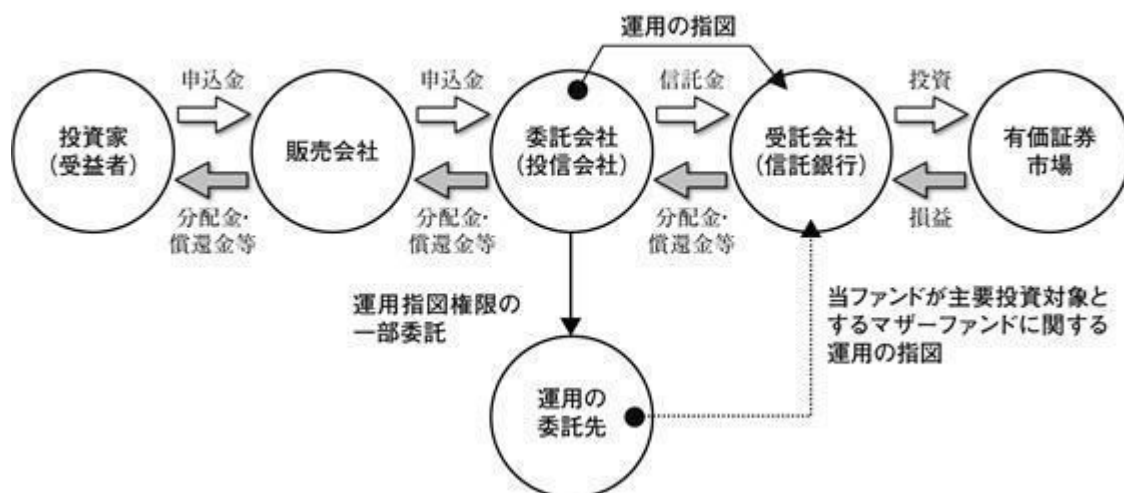 運用の指図
申込金
申込金
信託金
投資
投資家
(受益者)
販売会社
委託会社
(投信会社)
受託会社
(信託銀行)
有価証券
市場
分配金・
償還金等
分配金・
償還金等
分配金・
償還金等
損益
運用指図権限の
一部委託
当ファンドが主要投資対象と
するマザーファンドに関する
運用の指図
運用の
委託先